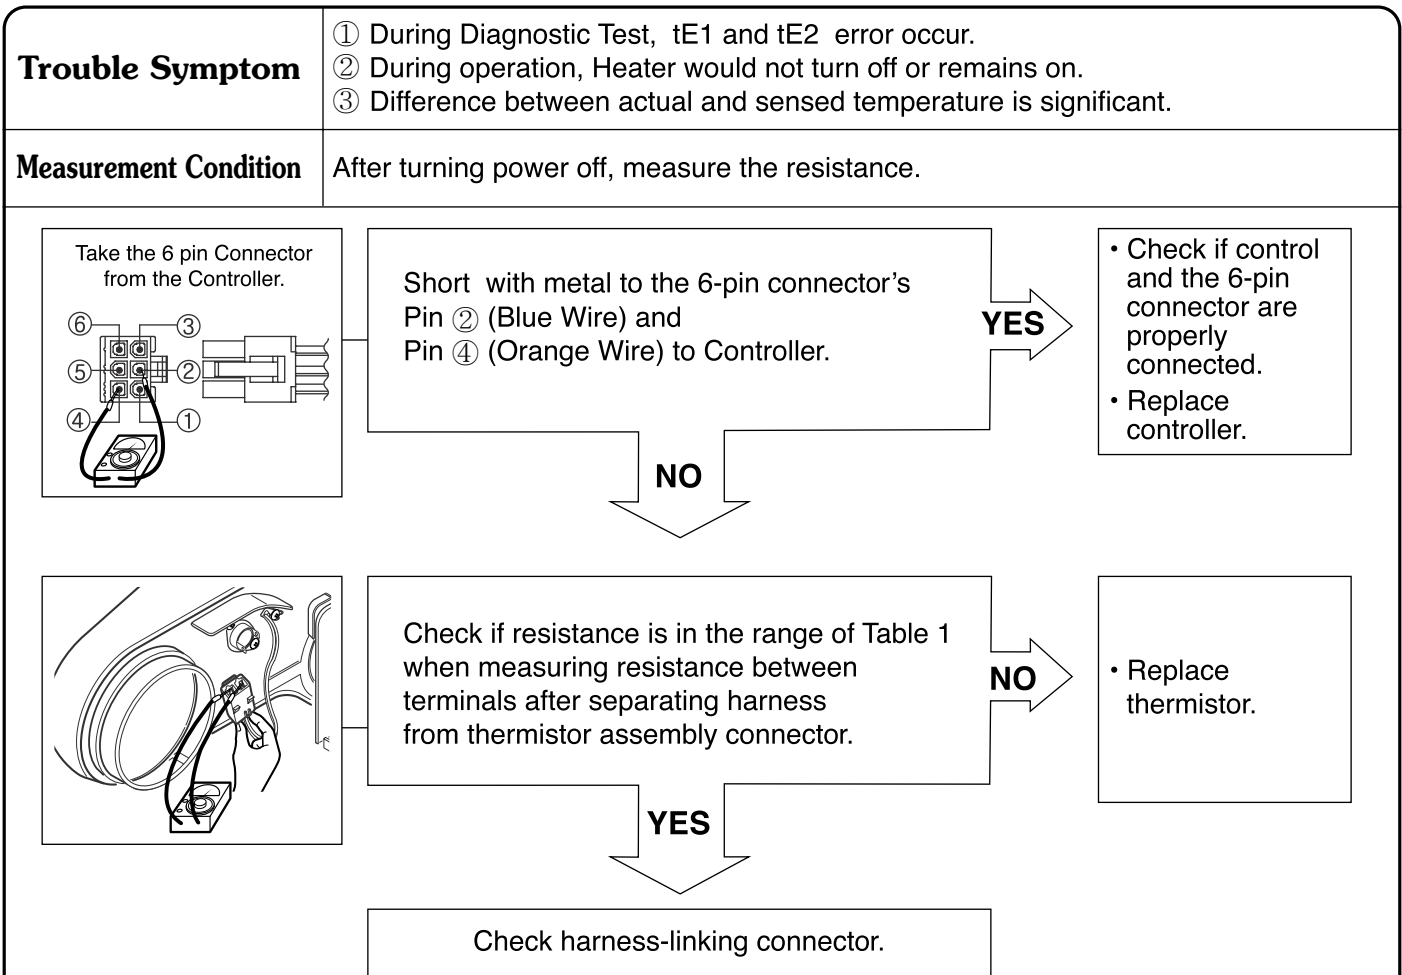 Trouble Symptom
① During Diagnostic Test, tE1 and tE2 error occur.
② During operation, Heater would not turn off or remains on.
③ Difference between actual and sensed temperature is significant.
Measurement Condition
After turning power off, measure the resistance.
Take the 6 pin Connector
from the Controller.
⑥
③
⑤
②
④
①
Short with metal to the 6-pin connector's
Pin ② (Blue Wire) and
Pin ④ (Orange Wire) to Controller.
YES
• Check if control
and the 6-pin
connector are
properly
connected.
• Replace
controller.
NO
Check if resistance is in the range of Table 1
when measuring resistance between
terminals after separating harness
from thermistor assembly connector.
NO
• Replace
thermistor.
YES
Check harness-linking connector.